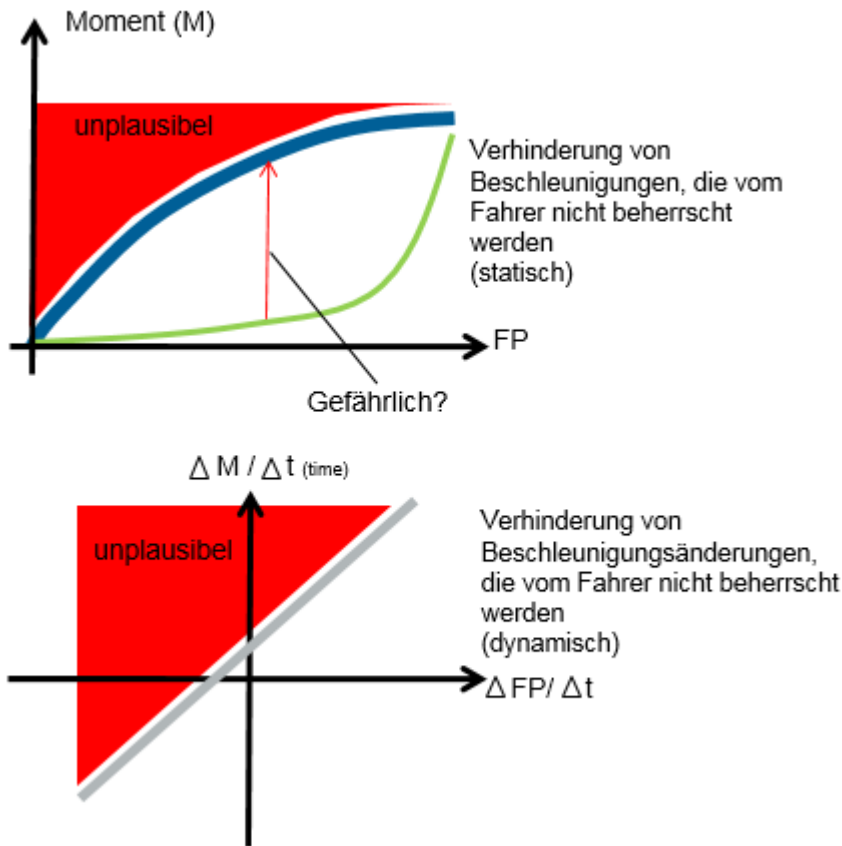 Moment (M)
unplausibel
Verhinderung von
Beschleunigungen, die vom
Fahrer nicht beherrscht
werden
(statisch)
FP
Gefährlich?
Δ M / Δ t (time)
unplausibel
Verhinderung von
Beschleunigungsänderungen,
die vom Fahrer nicht beherrscht
werden
(dynamisch)
Δ FP/ Δt